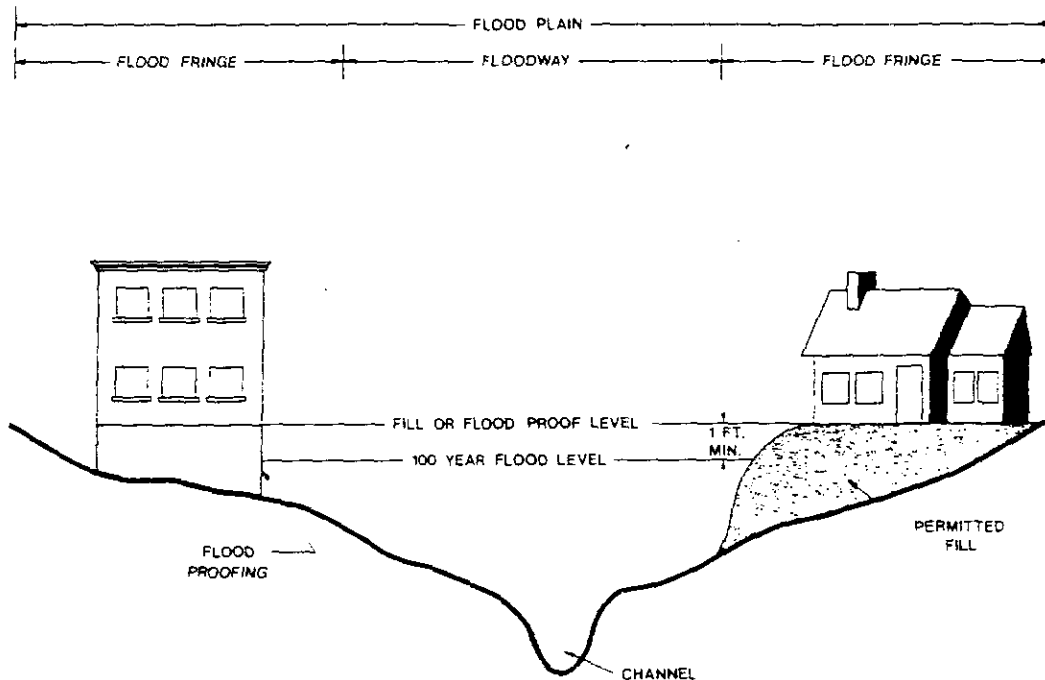 FLOOD PLAIN
FLOOD FRINGE
FLOODWAY
FLOOD FRINGE
FILL OR FLOOD PROOF LEVEL
1 FT.
MIN.
100 YEAR FLOOD LEVEL
FLOOD
PROOFING
PERMITTED
FILL
CHANNEL